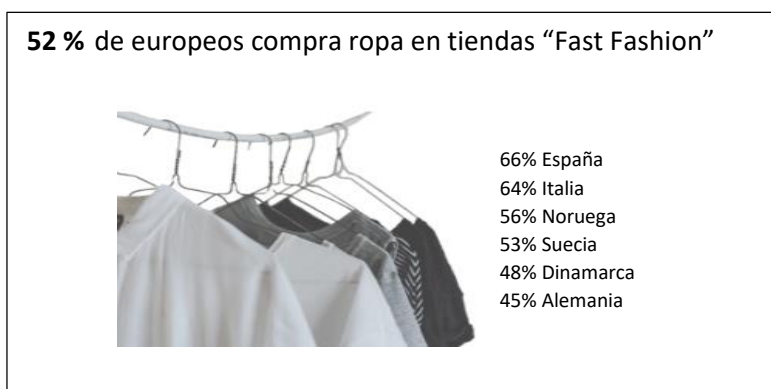 52 % de europeos compra ropa en tiendas “Fast Fashion”
66% España
64% Italia
56% Noruega
53% Suecia
48% Dinamarca
45% Alemania